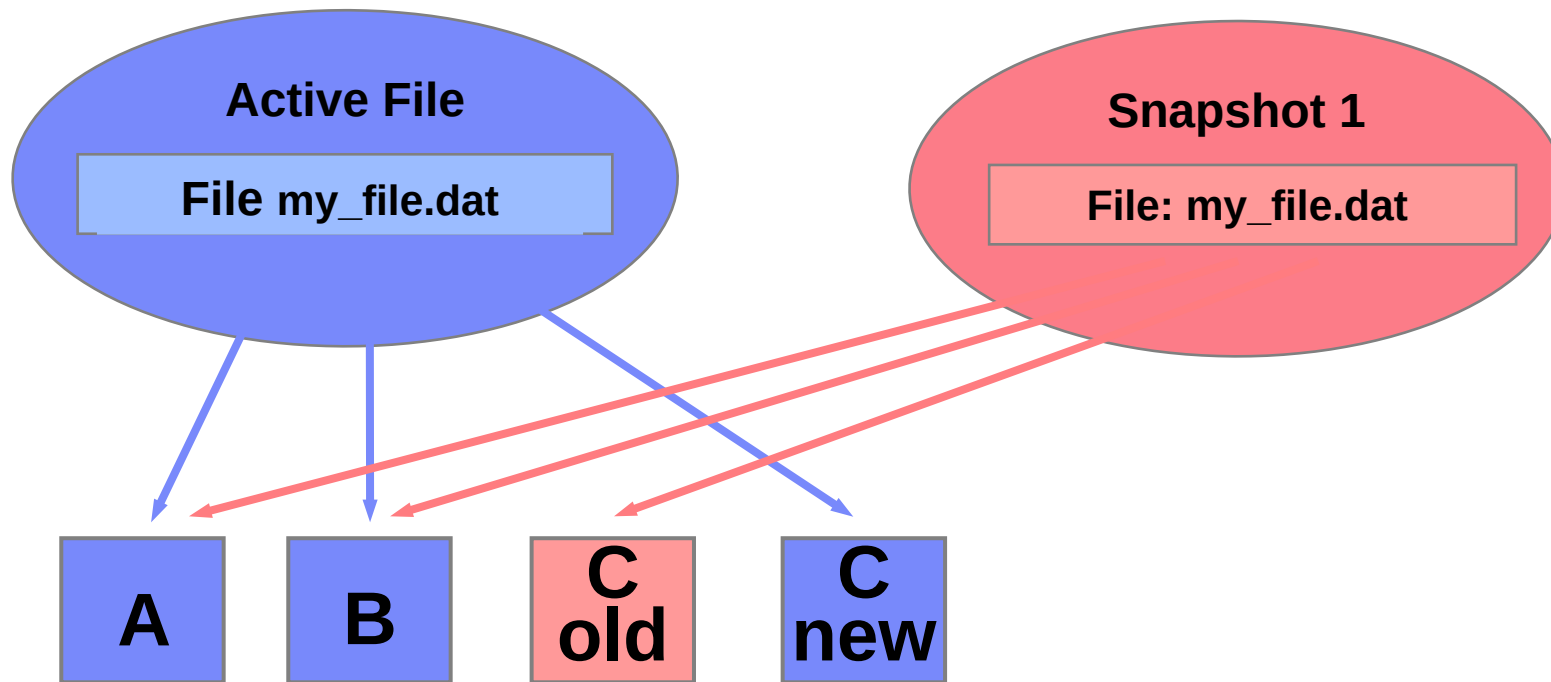 Active File
File my_file.dat
Snapshot 1
File: my_file.dat
A
B
C
old
C
new